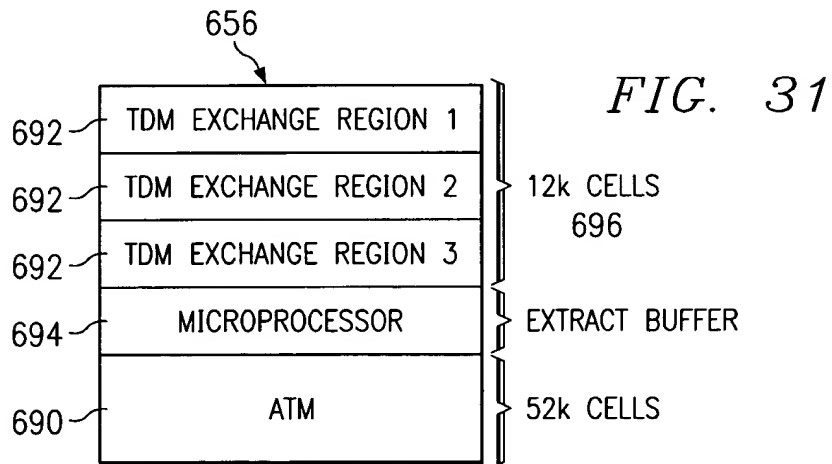 656
FIG. 31
692 TDM EXCHANGE REGION 1
692 TDM EXCHANGE REGION 2 12k CELLS
696
692 TDM EXCHANGE REGION 3
694 MICROPROCESSOR EXTRACT BUFFER
690 ATM 52k CELLS